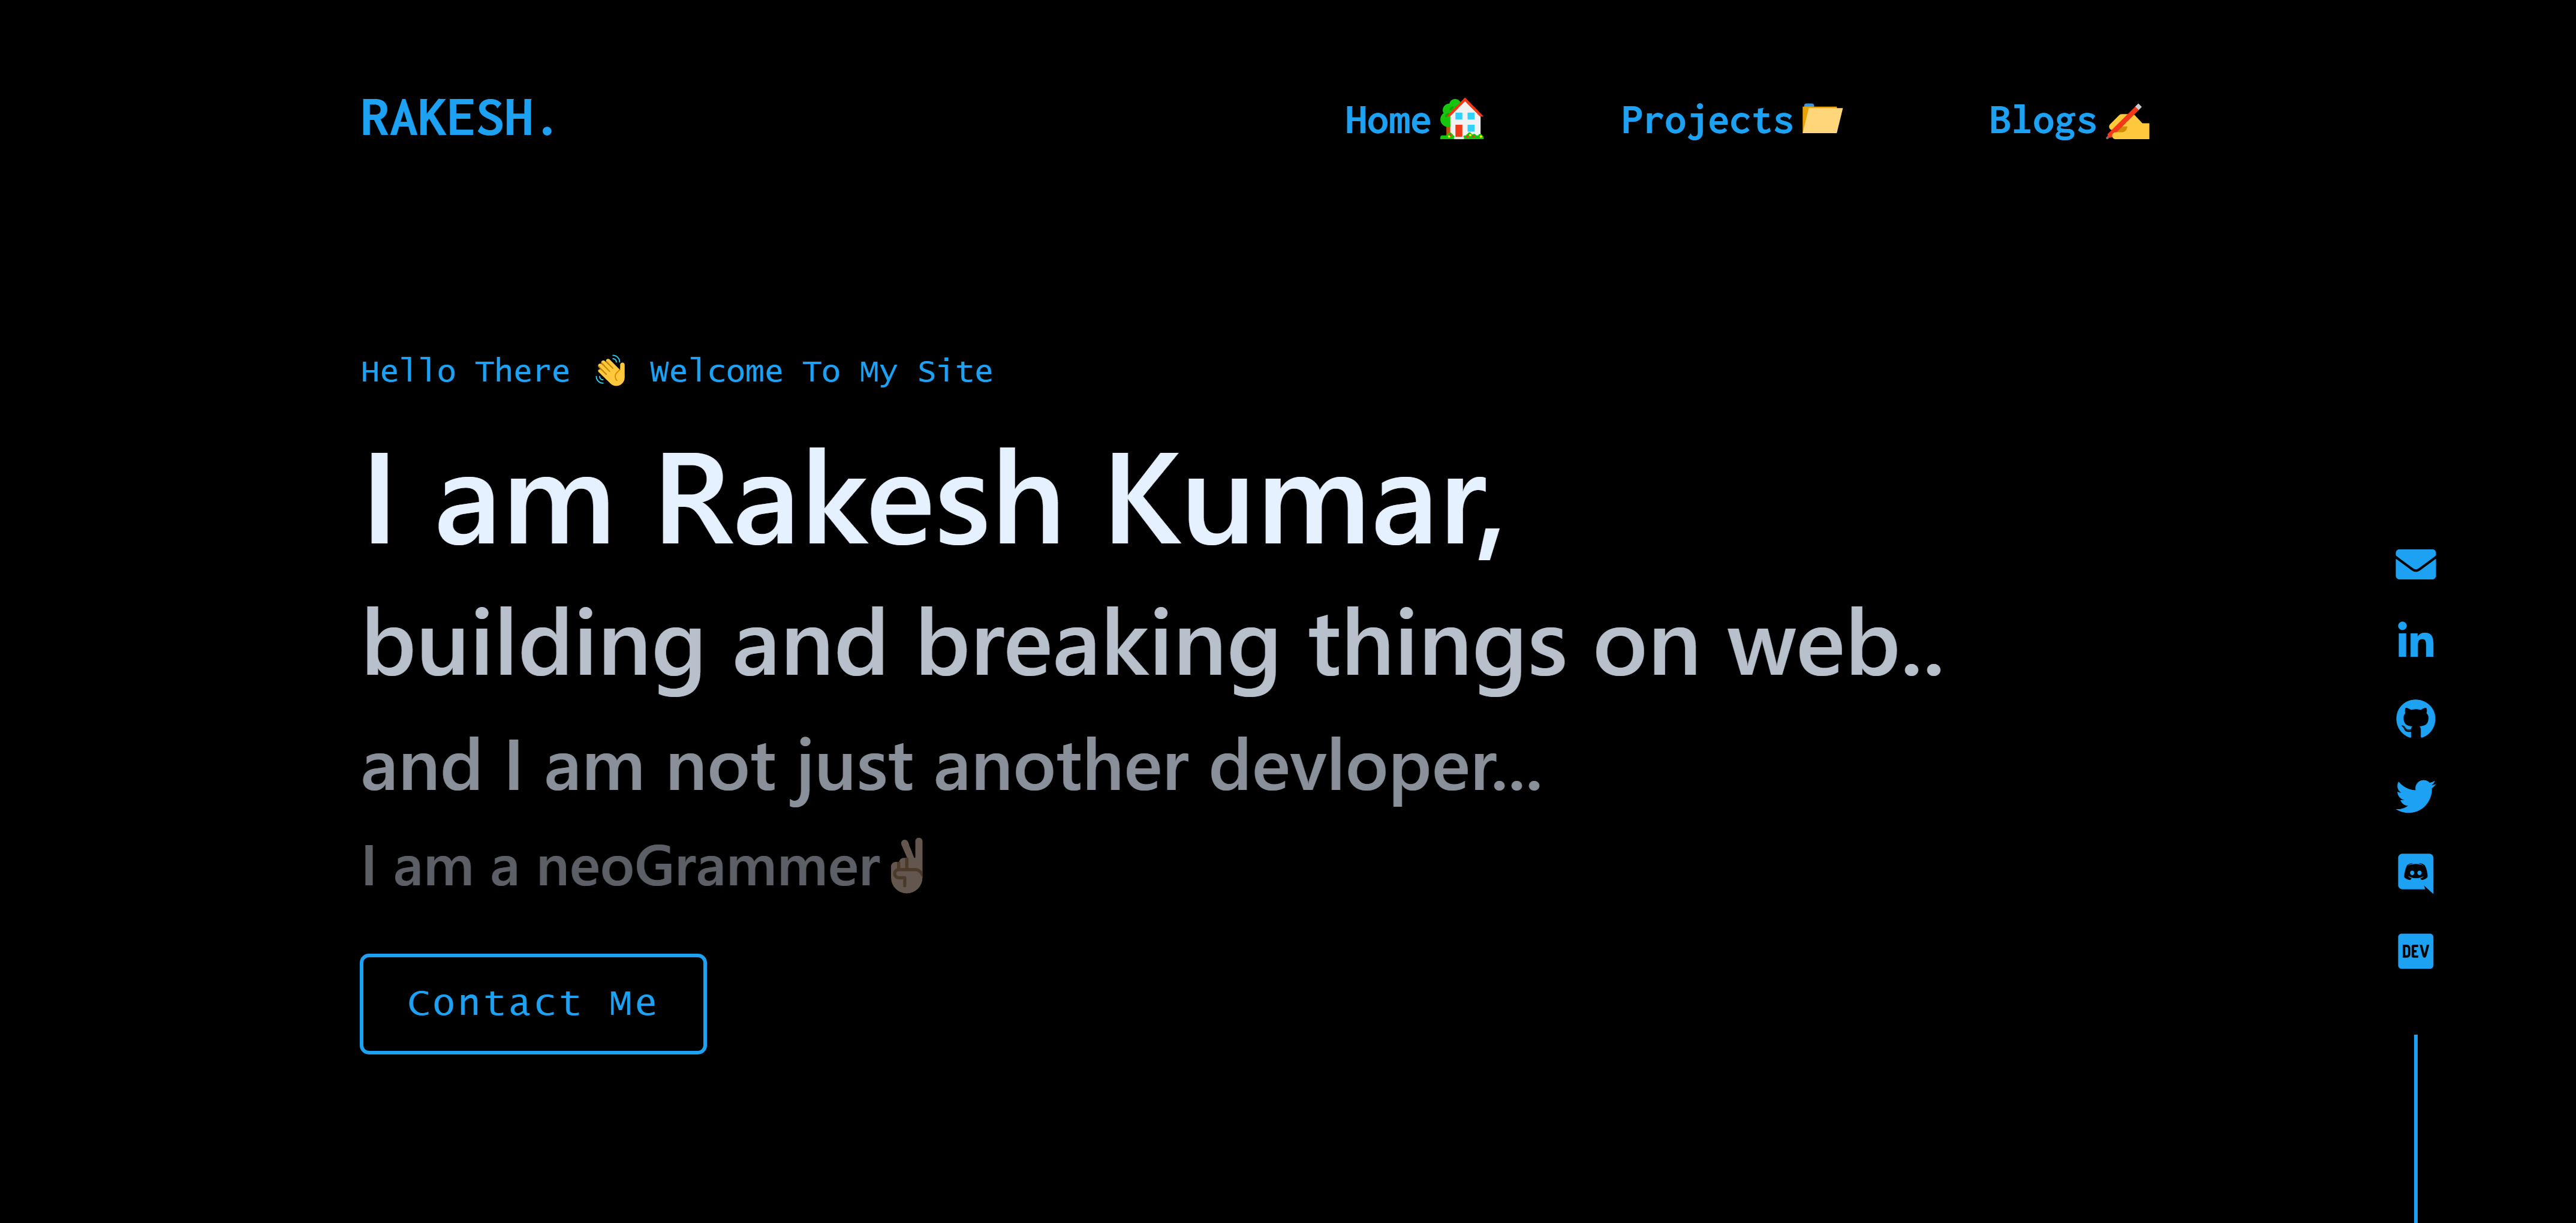 RAKESH.
Home🏡 Projects📂 Blogs✍
Hello There 👋 Welcome To My Site
I am Rakesh Kumar,
building and breaking things on web..
and I am not just another devloper...
I am a neoGrammer✌🏿
in
DEV
Contact Me